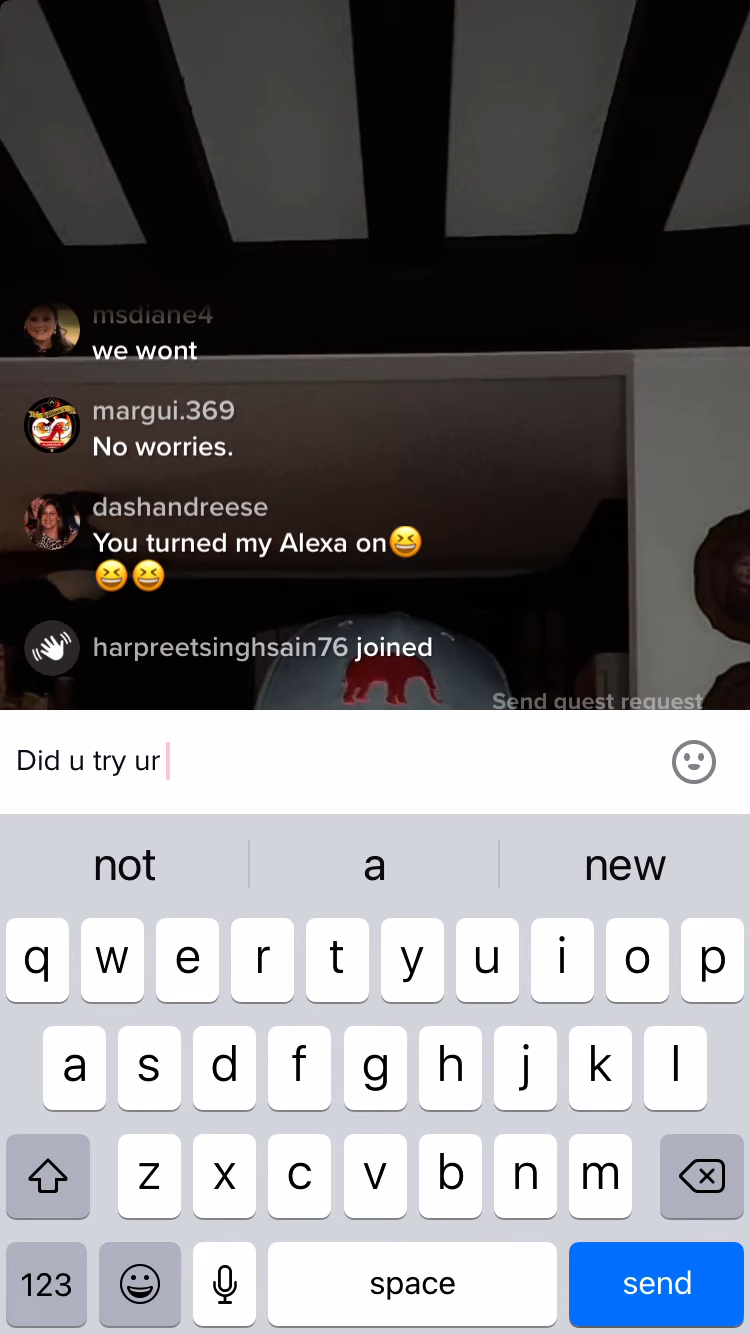 msdiane4
we wont
margui.369
No worries.
dashandreese
You turned my Alexa on😆
😆😆
harpreetsinghsain76 joined
Send guest request
Did u try ur
not a new
q w e r t y u i o p
a s d f g h j k l
z x c v b n m
123 space send